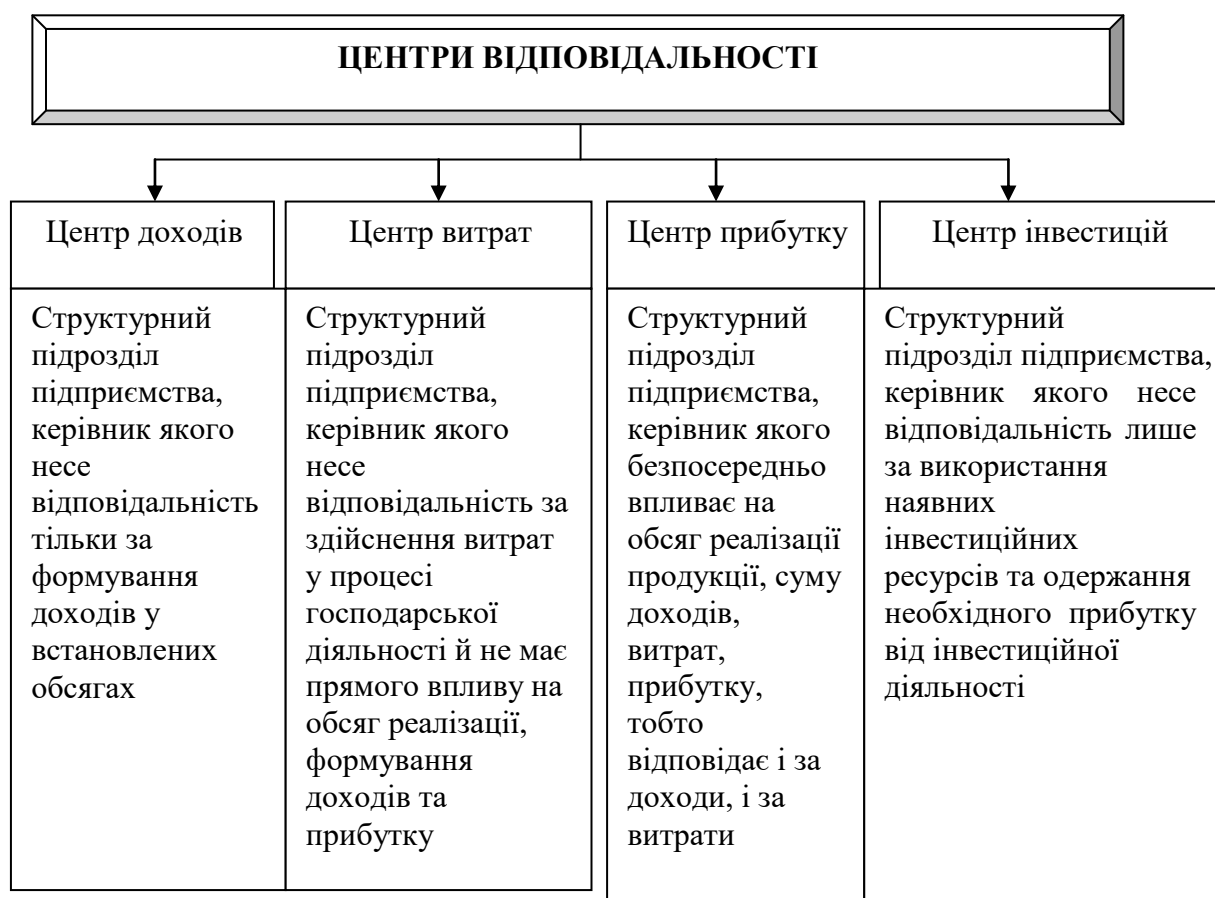 ЦЕНТРИ ВІДПОВІДАЛЬНОСТІ
Центр доходів
Структурний
підрозділ
підприємства,
керівник якого
несе
відповідальність
тільки за
формування
доходів у
встановлених
обсягах
Центр витрат
Структурний
підрозділ
підприємства,
керівник якого
несе
відповідальність за
здійснення витрат
у процесі
господарської
діяльності й не має
прямого впливу на
обсяг реалізації,
формування
доходів та
прибутку
Центр прибутку
Структурний
підрозділ
підприємства,
керівник якого
безпосередньо
впливає на
обсяг реалізації
продукції, суму
доходів,
витрат,
прибутку,
тобто
відповідає і за
доходи, і за
витрати
Центр інвестицій
Структурний
підрозділ підприємства,
керівник якого несе
відповідальність лише
за використання
наявних
інвестиційних
ресурсів та одержання
необхідного прибутку
від інвестиційної
діяльності